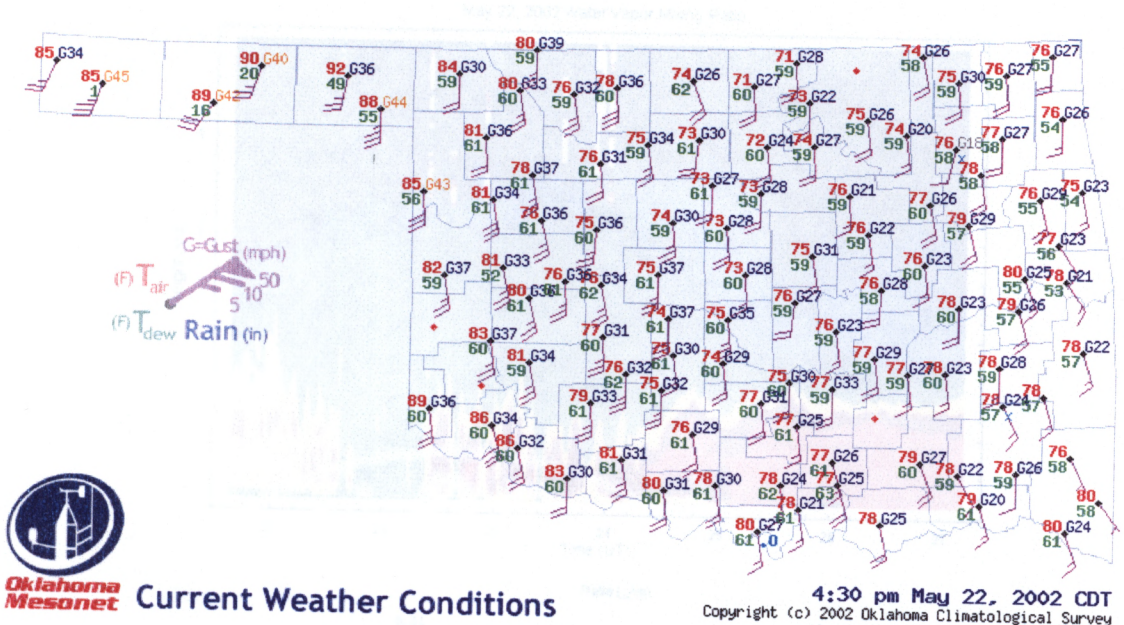 85 G34
85 G45
1
90 G40
20
89 G42
16
92 G36
49
88 G44
55
84 G30
59
80 G39
59
80 G33
60
76 G32
59
78 G36
60
74 G26
62
71 G27
60
71 G28
59
73 G22
59
74 G26
58
75 G30
59
76 G27
59
76 G27
55
81 G36
61
75 G34
59
73 G30
61
72 G24
60
74 G27
59
75 G26
59
74 G20
59
76 G18
58 x
77 G27
58
76 G26
54
85 G43
56
81 G34
61
78 G37
61
76 G31
61
73 G27
61
73 G28
59
76 G21
59
77 G26
60
78
58
76 G29
55
75 G23
54
78 G36
61
75 G36
60
74 G30
59
73 G28
60
76 G22
59
79 G29
57
77 G23
56
G=Gust (mph)
(F) Tair
50
10
5
(F) Tdew Rain (in)
82 G37
59
81 G33
52
80 G36
61
76
61
G34
62
75 G37
61
73 G28
60
75 G31
59
76 G28
58
76 G23
60
80 G25
55
78 G21
53
83 G37
60
77 G31
60
74 G37
61
75 G35
60
76 G27
59
76 G23
59
78 G23
60
79 G26
57
81 G34
59
76 G32
62
75 G30
61
74 G29
60
77 G29
59
77
59
78 G23
60
78 G28
59
78 G22
57
89 G36
60
86 G34
60
79 G33
61
75 G32
61
77 G31
60
75 G30
60
77 G33
59
78
57
78
57
86 G32
60
81 G31
61
76 G29
61
77 G25
61
77 G26
61
79 G27
60
76
58
83 G30
60
80 G31
60
78 G30
61
78 G24
62
77 G25
63
78 G22
59
78 G26
59
80 G27
61
.0
78 G21
61
78 G25
79 G20
61
80
58
80 G24
61
Oklahoma
Mesonet
Current Weather Conditions
4:30 pm May 22, 2002 CDT
Copyright (c) 2002 Oklahoma Climatological Survey